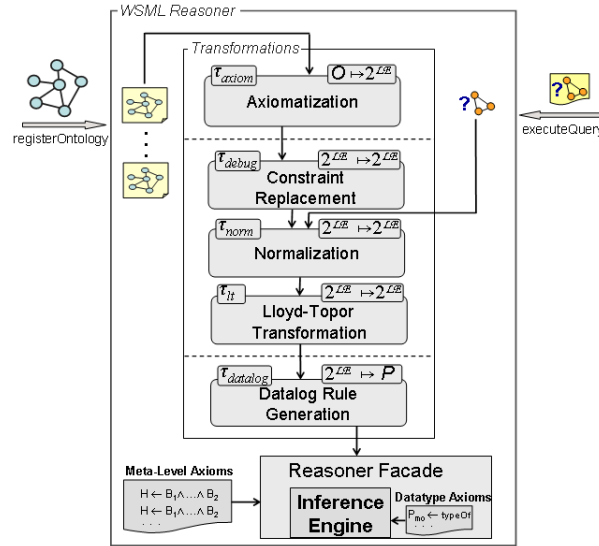 WSML Reasoner
Transformations
τaxiom O ↦ 2^LE
Axiomatization
registerOntology
?
?
executeQuery
τdebug 2^LE ↦ 2^LE
Constraint
Replacement
τnorm 2^LE ↦ 2^LE
Normalization
τlt 2^LE ↦ 2^LE
Lloyd-Topor
Transformation
τdatalog 2^LE ↦ P
Datalog Rule
Generation
Meta-Level Axioms
H ← B₁∧...∧ B₂
H ← B₁∧...∧ B₂
. . .
Reasoner Facade
Inference
Engine
Datatype Axioms
Pmo ← typeOf
. . .